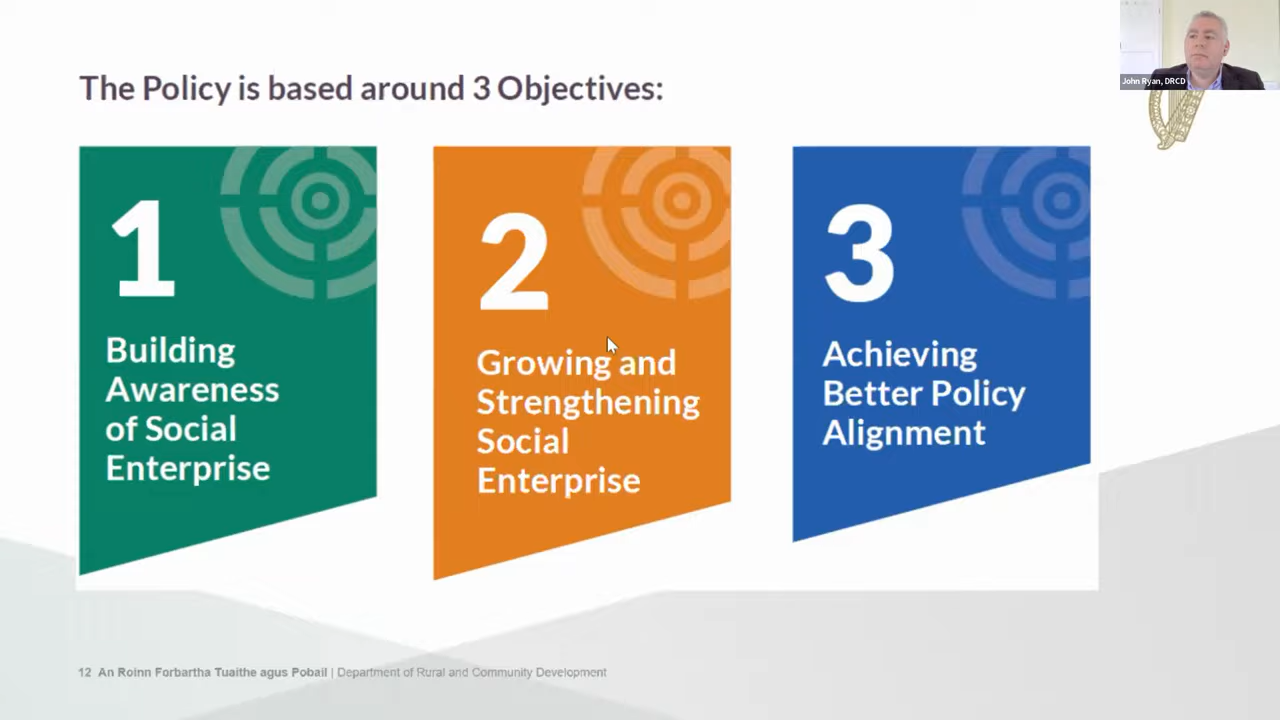 John Ryan, DRCD
The Policy is based around 3 Objectives:
1
Building
Awareness
of Social
Enterprise
2
Growing and
Strengthening
Social
Enterprise
3
Achieving
Better Policy
Alignment
12 An Roinn Forbartha Tuaithe agus Pobail | Department of Rural and Community Development